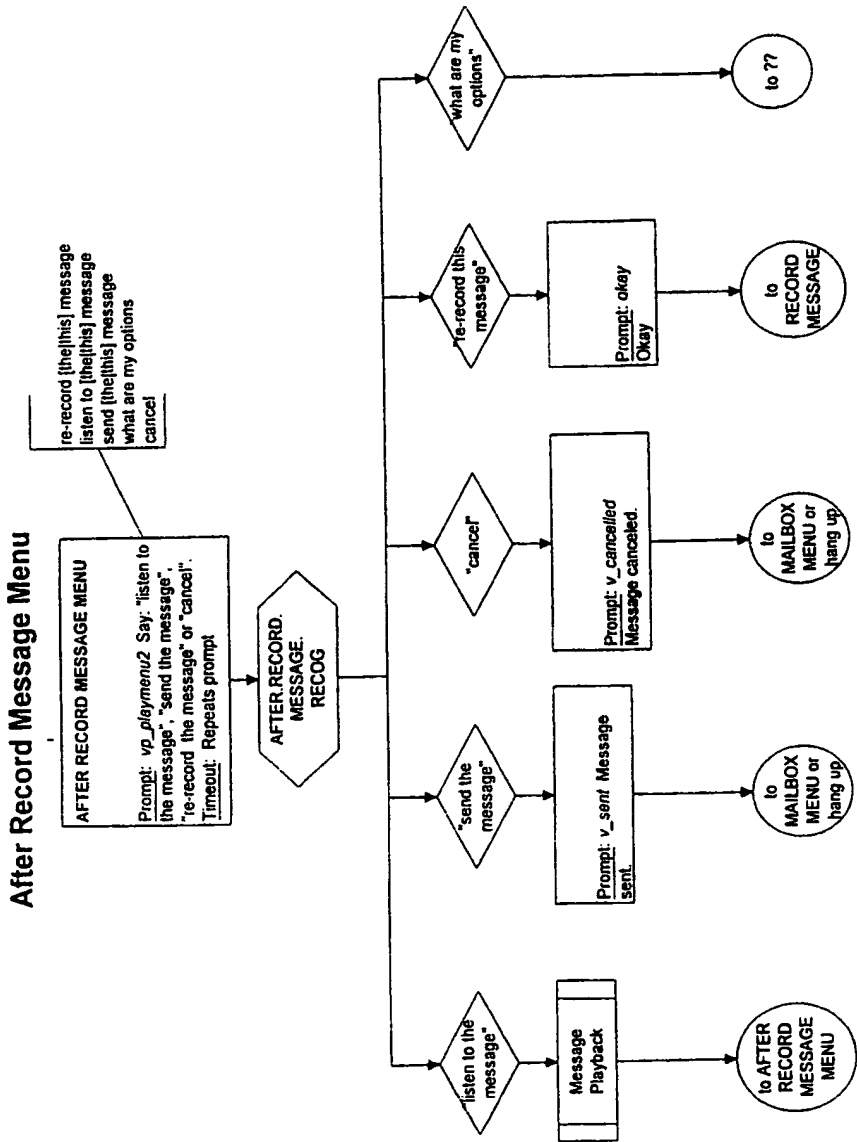 After Record Message Menu
AFTER RECORD MESSAGE MENU
Prompt: vp_playmenu2 Say: "listen to
the message", "send the message",
"re-record the message" or "cancel".
Timeout: Repeats prompt
re-record [the|this] message
listen to [the|this] message
send [the|this] message
what are my options
cancel
AFTER.RECORD.
MESSAGE.
RECOG
"listen to the
message"
"send the
message"
"cancel"
"re-record this
message"
"what are my
options"
Message
Playback
Prompt: v_sent Message
sent.
Prompt: v_cancelled
Message canceled.
Prompt: okay
Okay
to AFTER
RECORD
MESSAGE
MENU
to
MAILBOX
MENU or
hang up
to
MAILBOX
MENU or
hang up
to
RECORD
MESSAGE
to ??